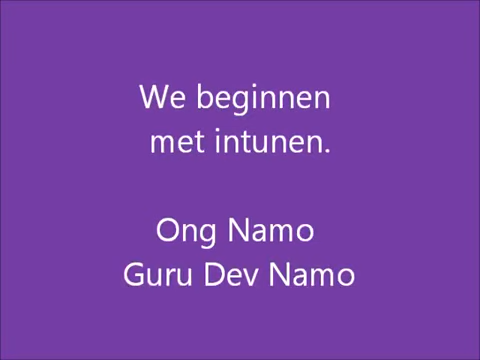 We beginnen
met intunen.
Ong Namo
Guru Dev Namo